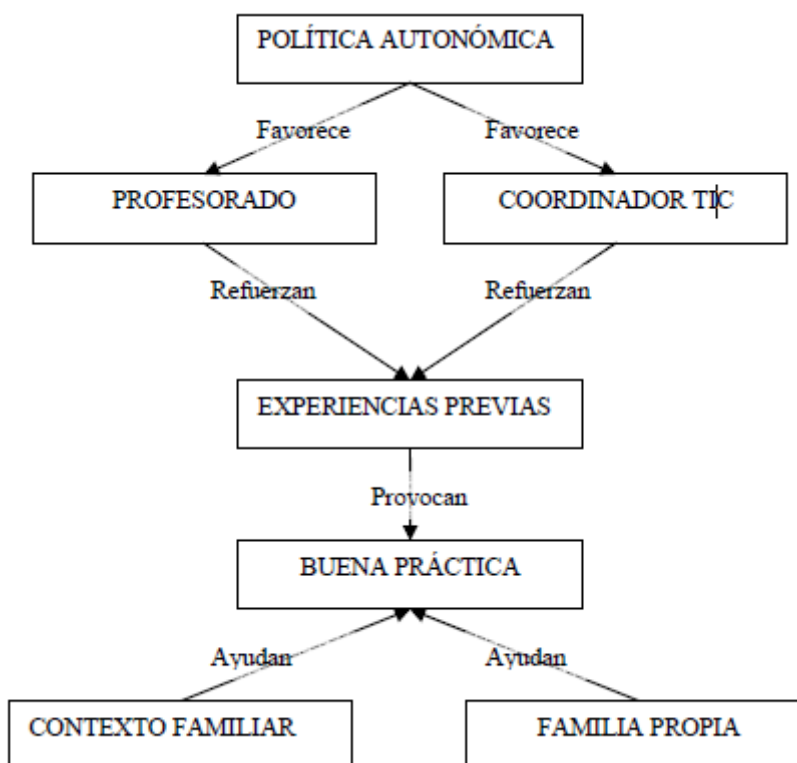 POLÍTICA AUTONÓMICA
Favorece Favorece
PROFESORADO COORDINADOR TIC
Refuerzan Refuerzan
EXPERIENCIAS PREVIAS
Provocan
BUENA PRÁCTICA
Ayudan Ayudan
CONTEXTO FAMILIAR FAMILIA PROPIA